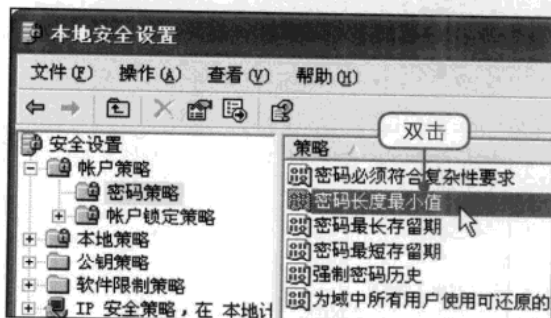 本地安全设置
文件(F) 操作(A) 查看(V) 帮助(H)
双击
安全设置
帐户策略
密码策略
帐户锁定策略
本地策略
公钥策略
软件限制策略
IP 安全策略，在 本地计
策略
密码必须符合复杂性要求
密码长度最小值
密码最长存留期
密码最短存留期
强制密码历史
为域中所有用户使用可还原的